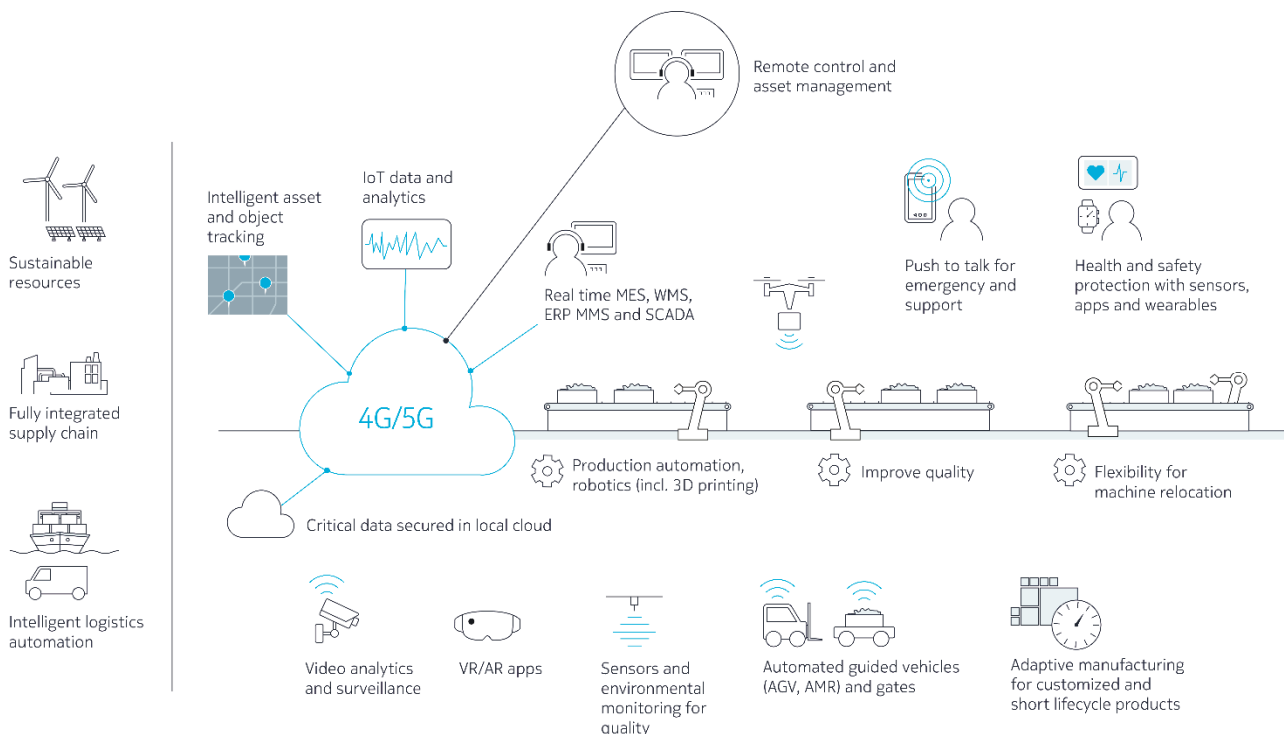 Remote control and
asset management
IoT data and
analytics
Intelligent asset
and object
tracking
Sustainable
resources
Real time MES, WMS,
ERP MMS and SCADA
Push to talk for
emergency and
support
Health and safety
protection with sensors,
apps and wearables
4G/5G
Fully integrated
supply chain
Production automation,
robotics (incl. 3D printing)
Improve quality
Flexibility for
machine relocation
Critical data secured in local cloud
Intelligent logistics
automation
Video analytics
and surveillance
VR/AR apps
Sensors and
environmental
monitoring for
quality
Automated guided vehicles
(AGV, AMR) and gates
Adaptive manufacturing
for customized and
short lifecycle products